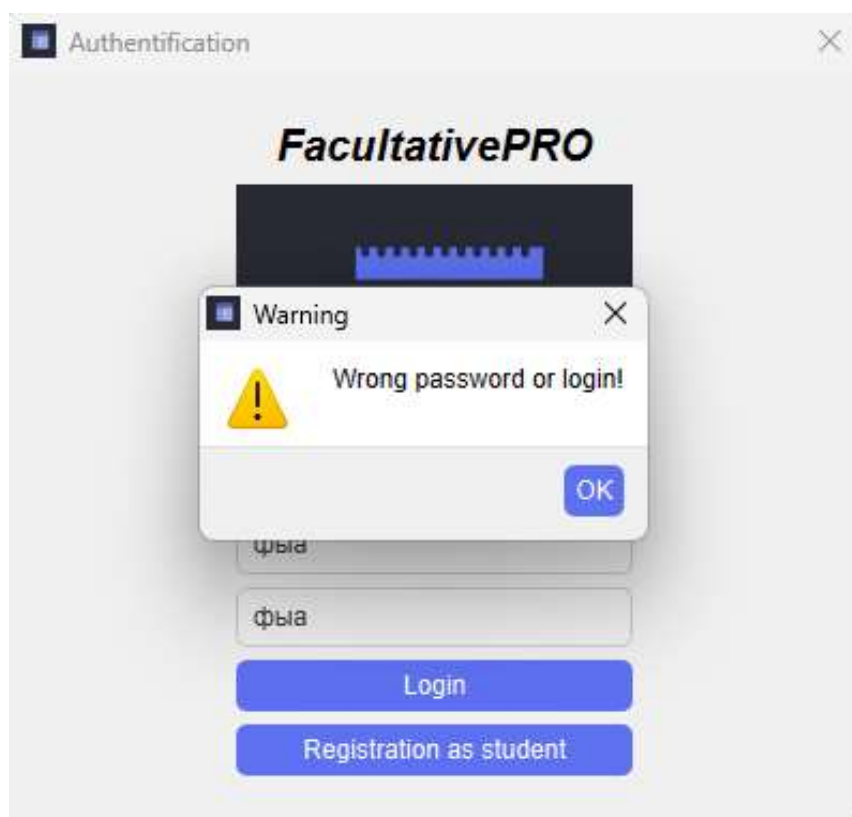 Authentification
FacultativePRO
Warning
Wrong password or login!
OK
фыа
фыа
Login
Registration as student